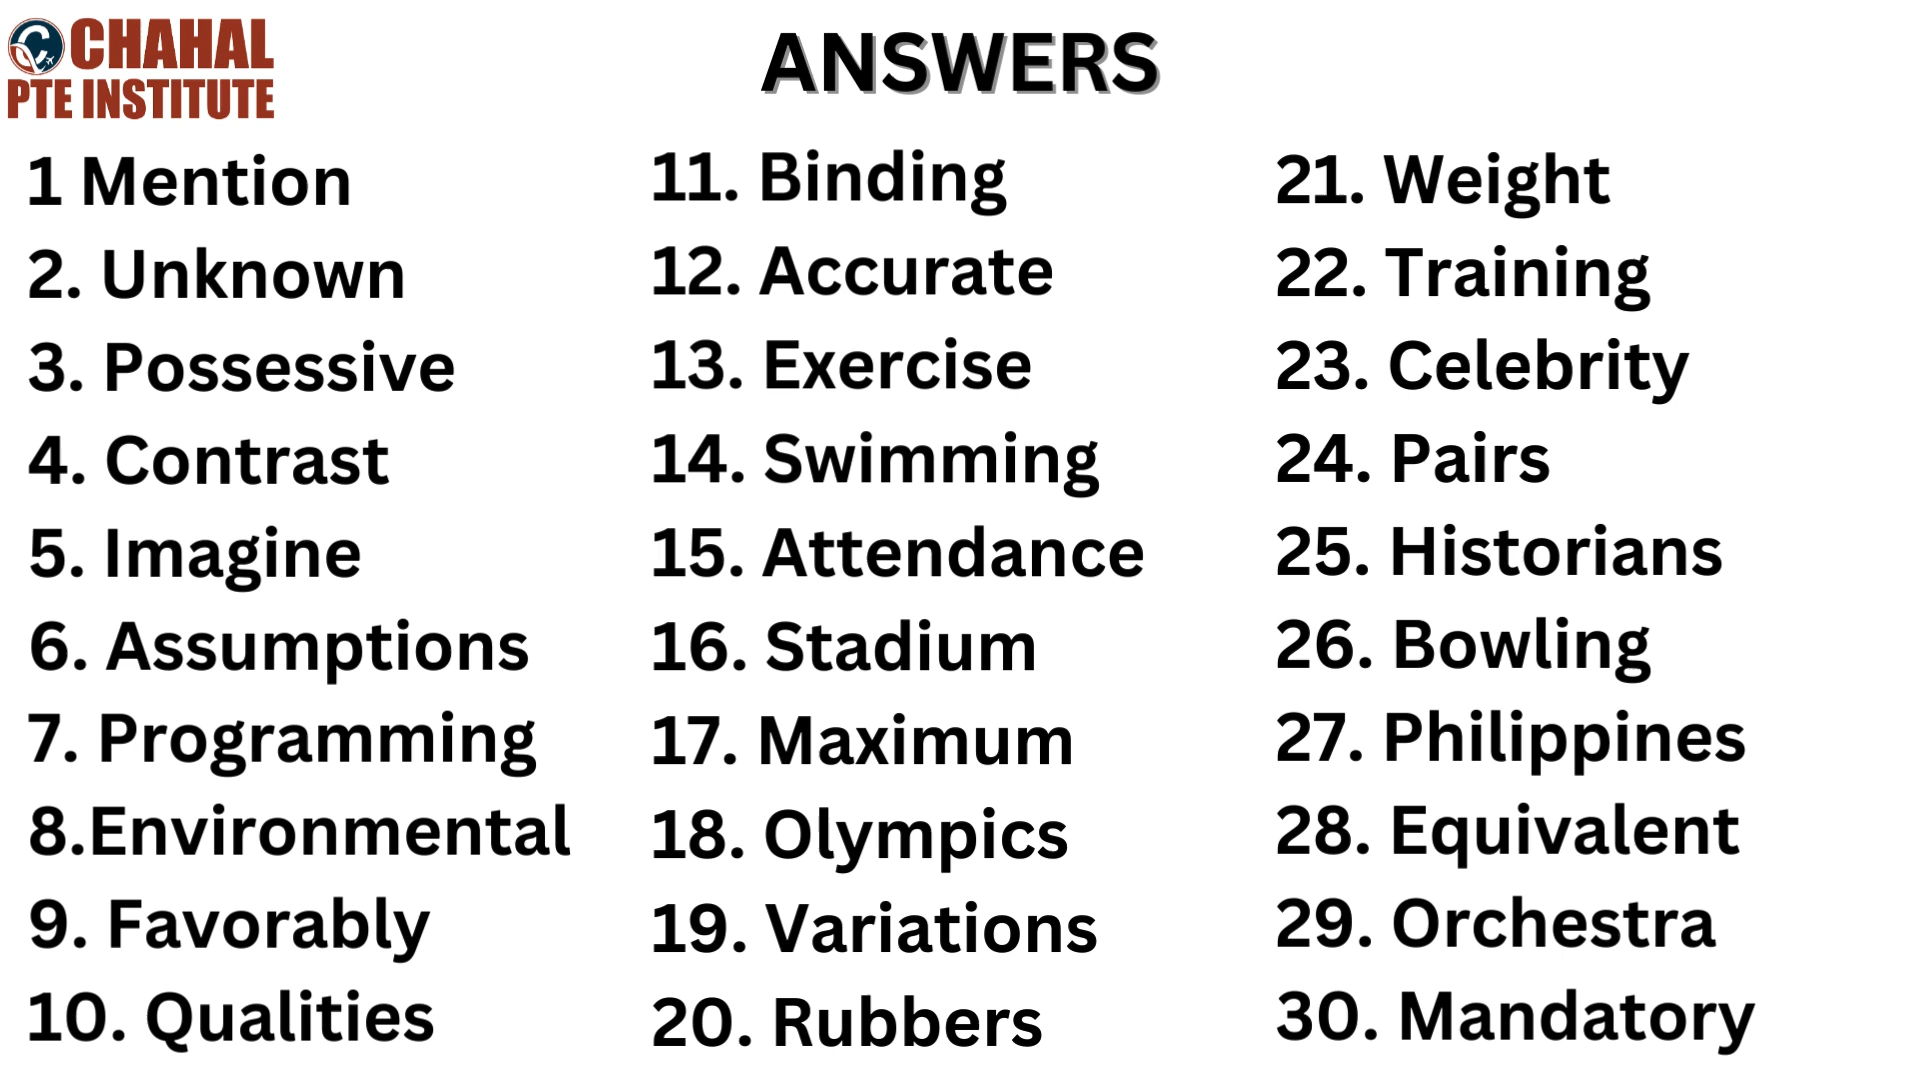 CHAHAL
PTE INSTITUTE
ANSWERS
1 Mention
2. Unknown
3. Possessive
4. Contrast
5. Imagine
6. Assumptions
7. Programming
8.Environmental
9. Favorably
10. Qualities
11. Binding
12. Accurate
13. Exercise
14. Swimming
15. Attendance
16. Stadium
17. Maximum
18. Olympics
19. Variations
20. Rubbers
21. Weight
22. Training
23. Celebrity
24. Pairs
25. Historians
26. Bowling
27. Philippines
28. Equivalent
29. Orchestra
30. Mandatory